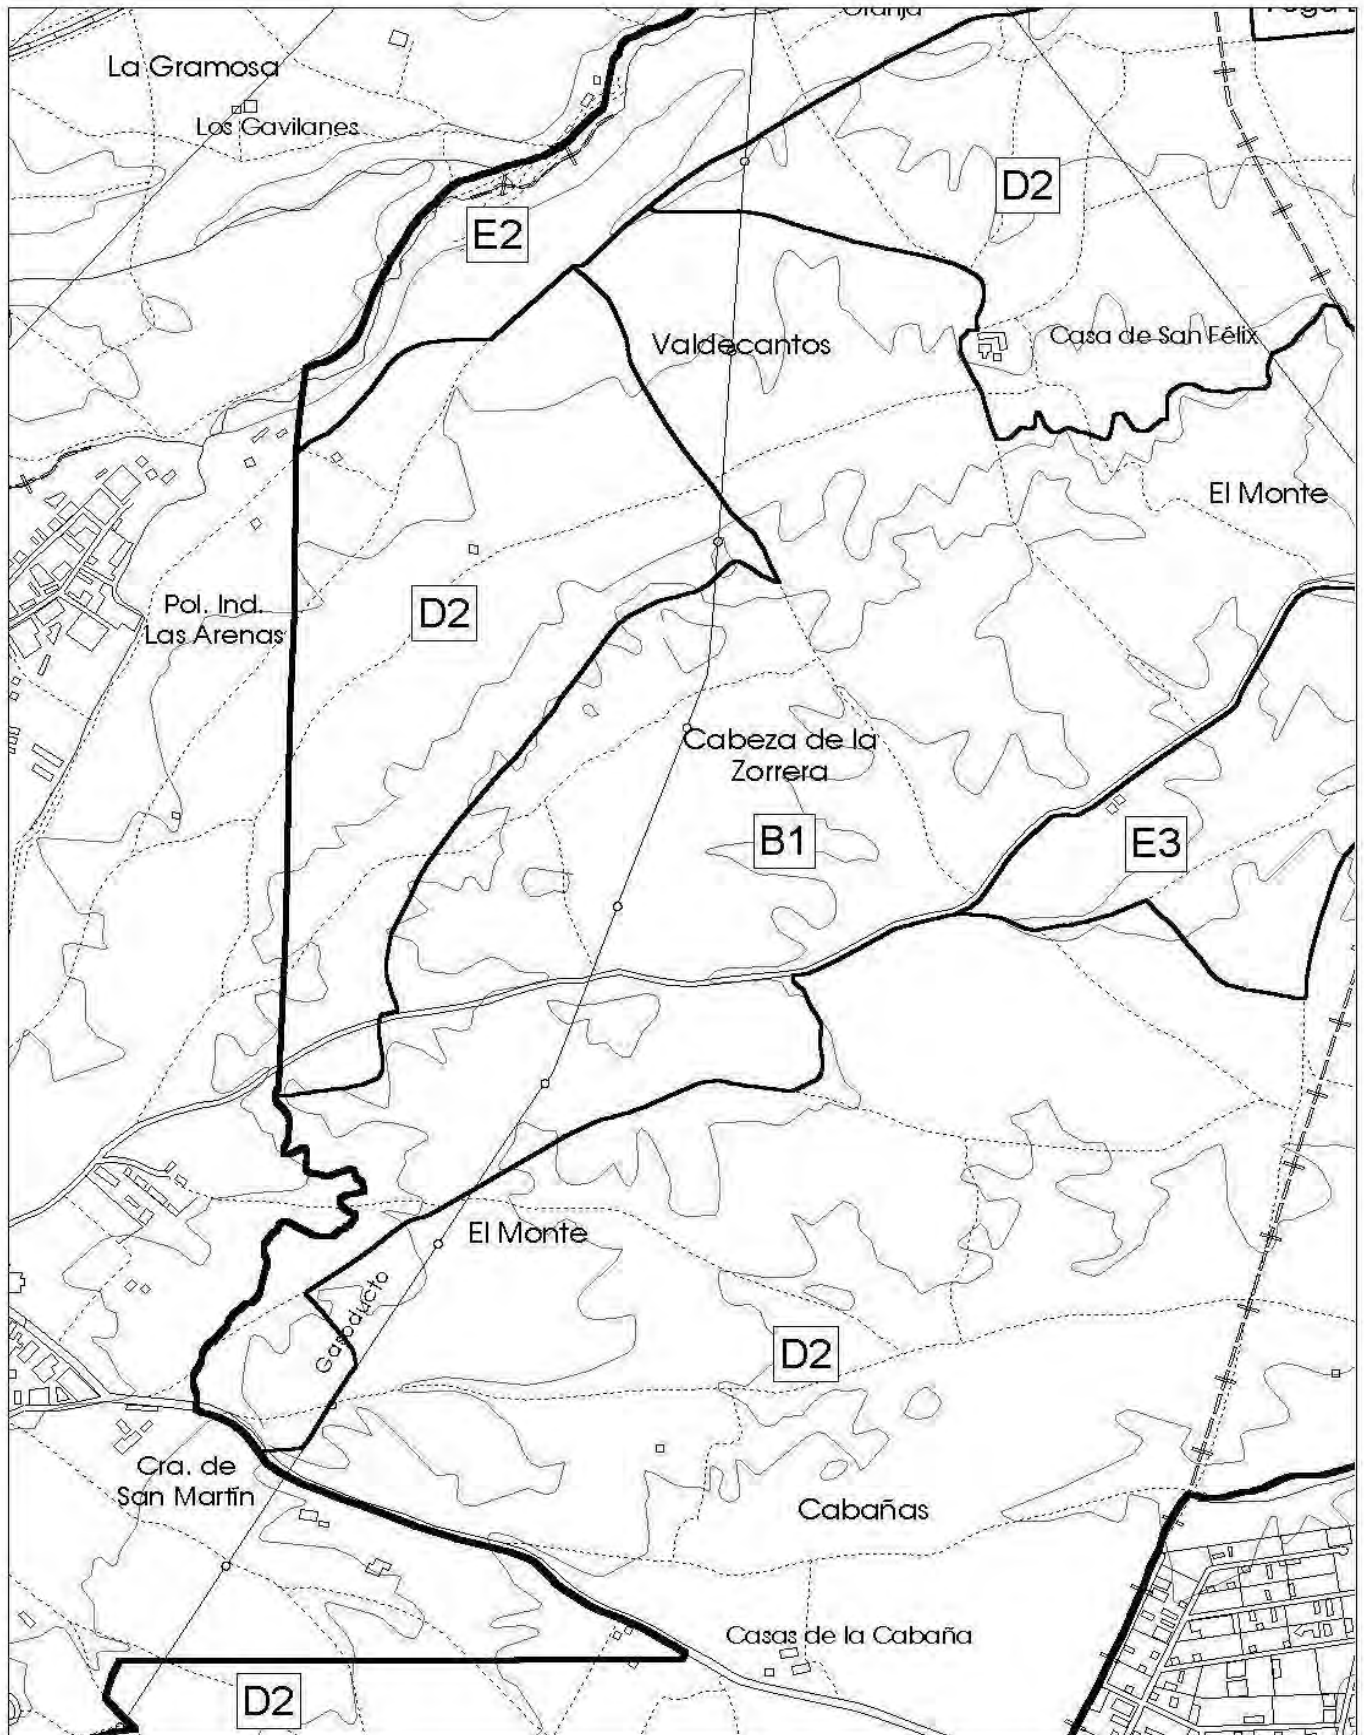 Granja
La Gramosa
Los Gavilanes
D2
E2
Casa de San Félix
Valdecantos
El Monte
Pol. Ind.
Las Arenas
D2
Cabeza de la
Zorrera
B1
E3
El Monte
Gasoducto
D2
Cra. de
San Martín
Cabañas
Casas de la Cabaña
D2